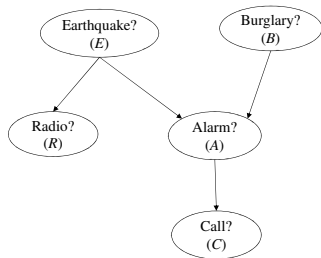 Earthquake?
(E)
Burglary?
(B)
Radio?
(R)
Alarm?
(A)
Call?
(C)